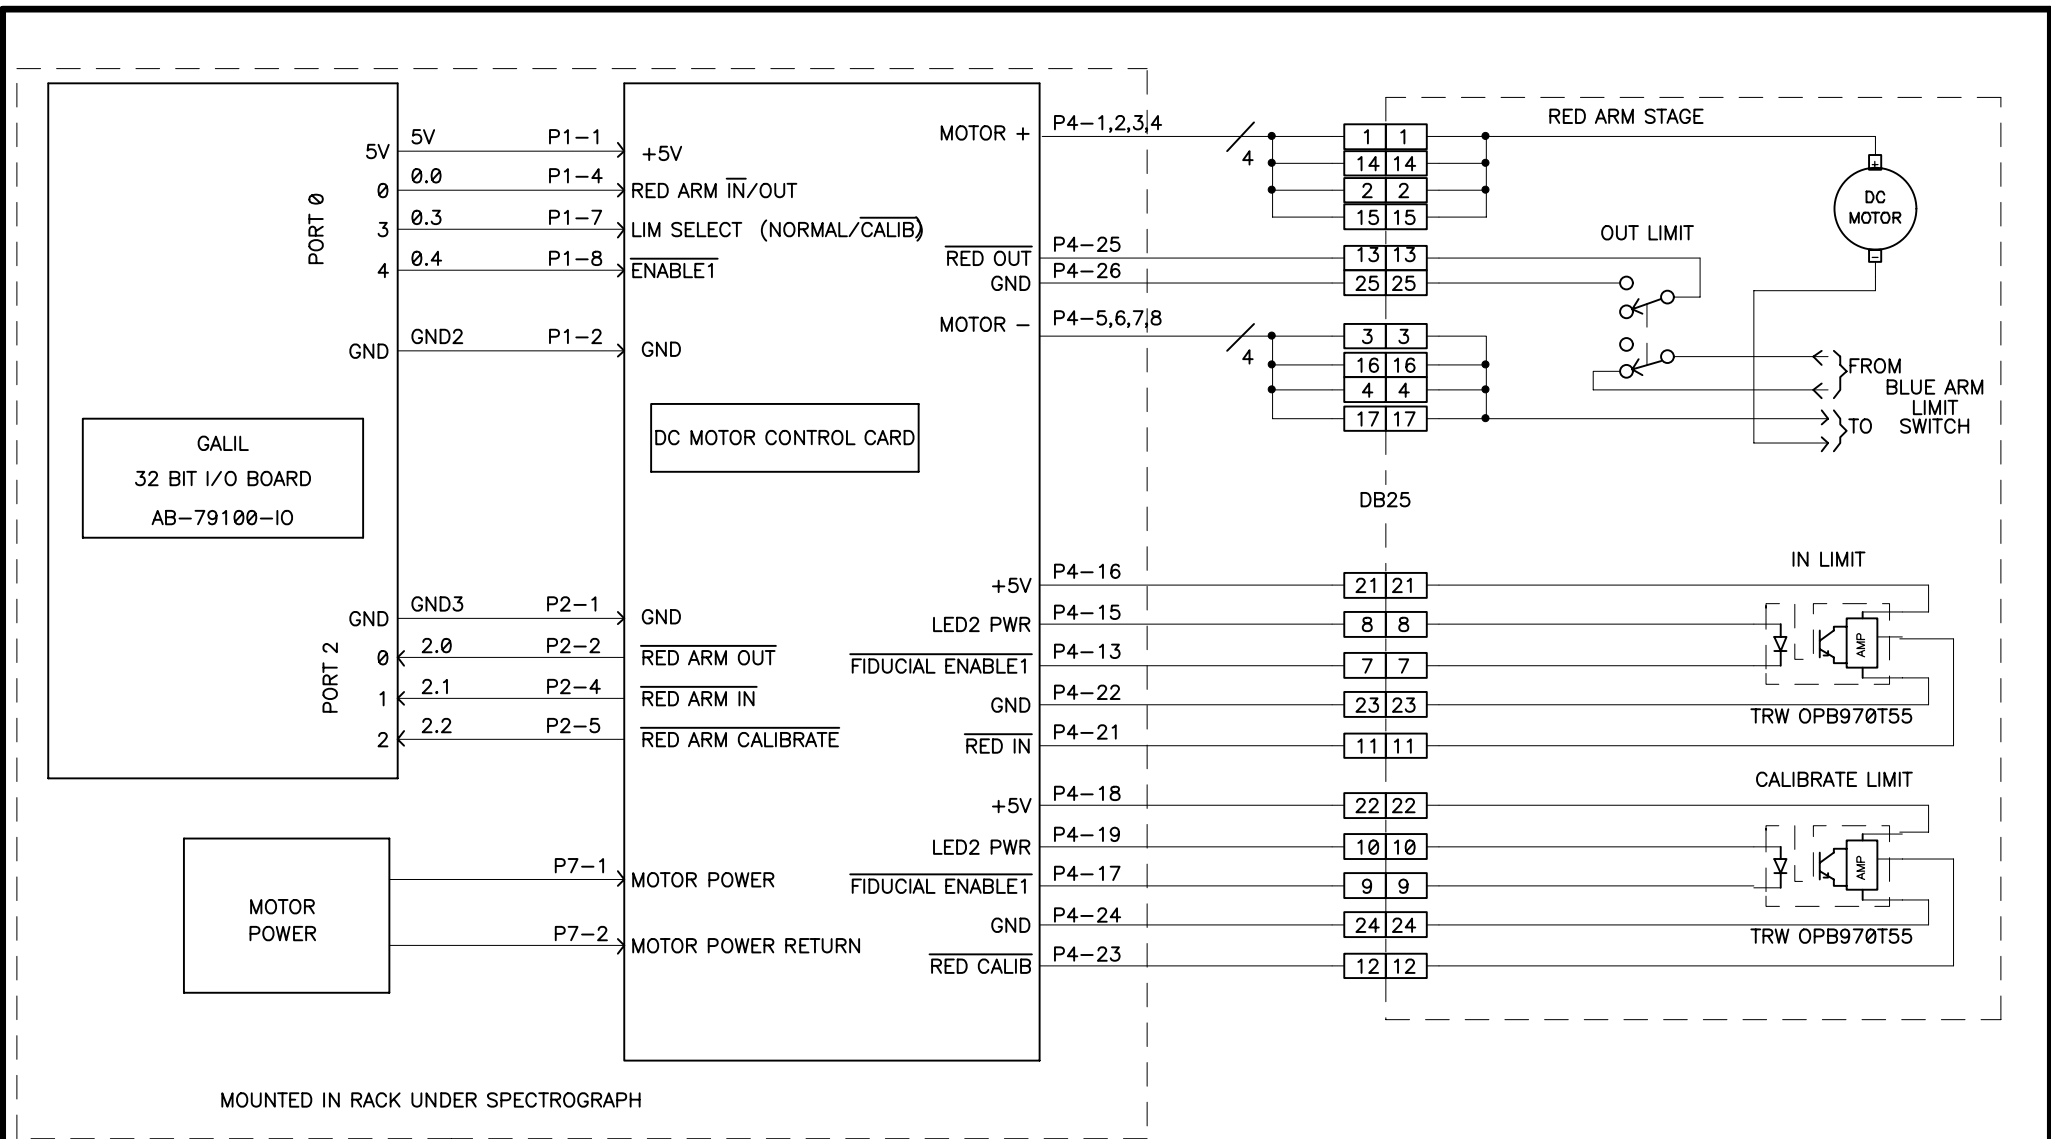 5V
0
3
4
GND
PORT 0
GALIL
32 BIT I/O BOARD
AB-79100-IO
GND
0
1
2
PORT 2
5V P1-1
0.0 P1-4
0.3 P1-7
0.4 P1-8
GND2 P1-2
GND3 P2-1
2.0 P2-2
2.1 P2-4
2.2 P2-5
MOTOR
POWER
P7-1
P7-2
+5V
RED ARM IN/OUT
LIM SELECT (NORMAL/CALIB)
ENABLE1
GND
DC MOTOR CONTROL CARD
GND
RED ARM OUT
RED ARM IN
RED ARM CALIBRATE
MOTOR POWER
MOTOR POWER RETURN
MOTOR + P4-1,2,3,4
RED OUT P4-25
GND P4-26
MOTOR - P4-5,6,7,8
+5V P4-16
LED2 PWR P4-15
FIDUCIAL ENABLE1 P4-13
GND P4-22
RED IN P4-21
+5V P4-18
LED2 PWR P4-19
FIDUCIAL ENABLE1 P4-17
GND P4-24
RED CALIB P4-23
4
4
1 1
14 14
2 2
15 15
13 13
25 25
3 3
16 16
4 4
17 17
DB25
21 21
8 8
7 7
23 23
11 11
22 22
10 10
9 9
24 24
12 12
RED ARM STAGE
+
DC
MOTOR
-
OUT LIMIT
FROM
BLUE ARM
LIMIT
TO SWITCH
IN LIMIT
AMP
TRW OPB970T55
CALIBRATE LIMIT
AMP
TRW OPB970T55
MOUNTED IN RACK UNDER SPECTROGRAPH